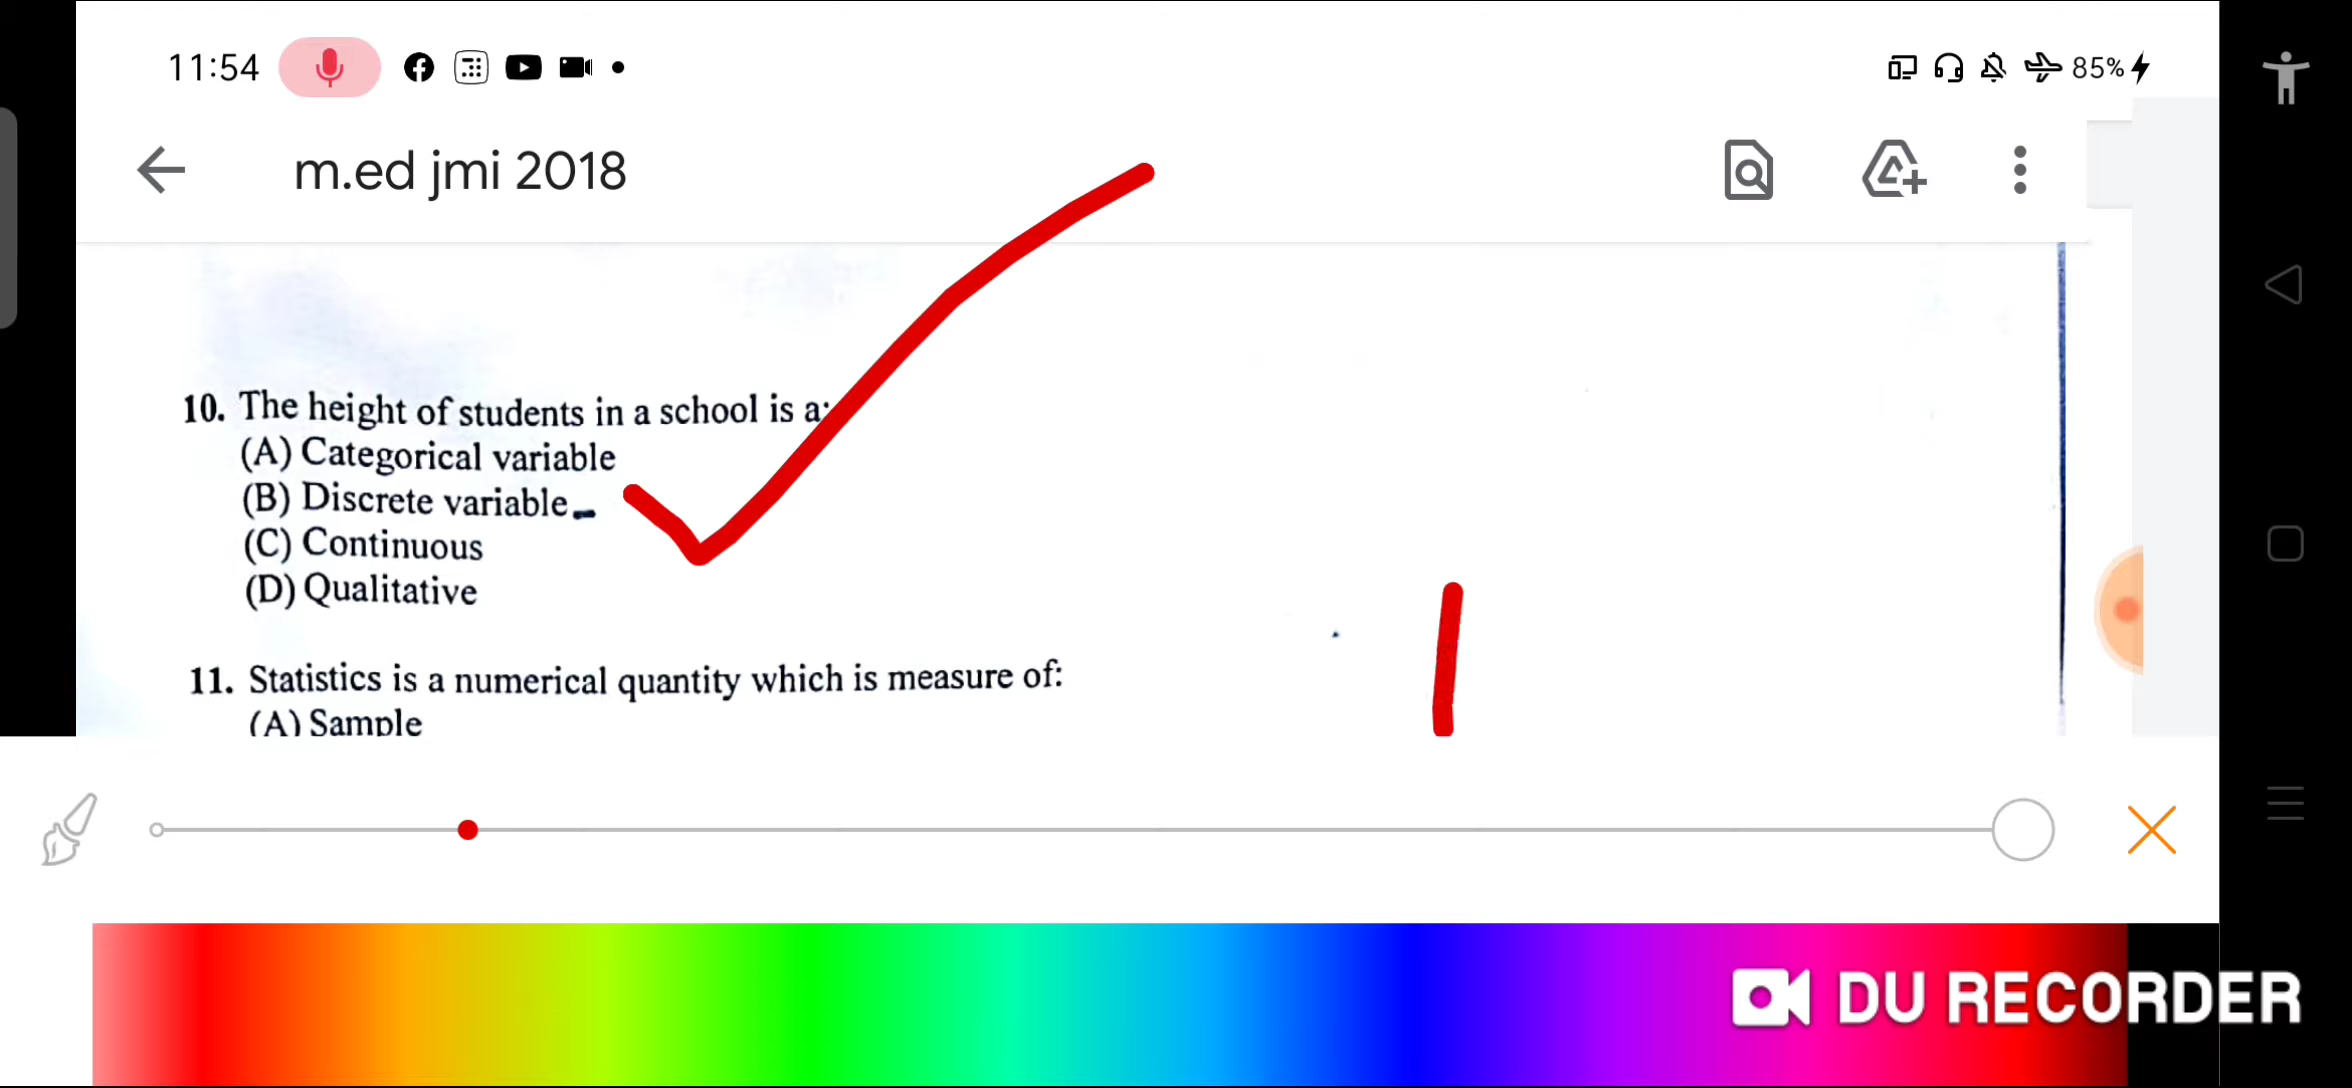 11:54
85%
m.ed jmi 2018
10. The height of students in a school is a:
(A) Categorical variable
(B) Discrete variable
(C) Continuous
(D) Qualitative
11. Statistics is a numerical quantity which is measure of:
(A) Sample
DU RECORDER